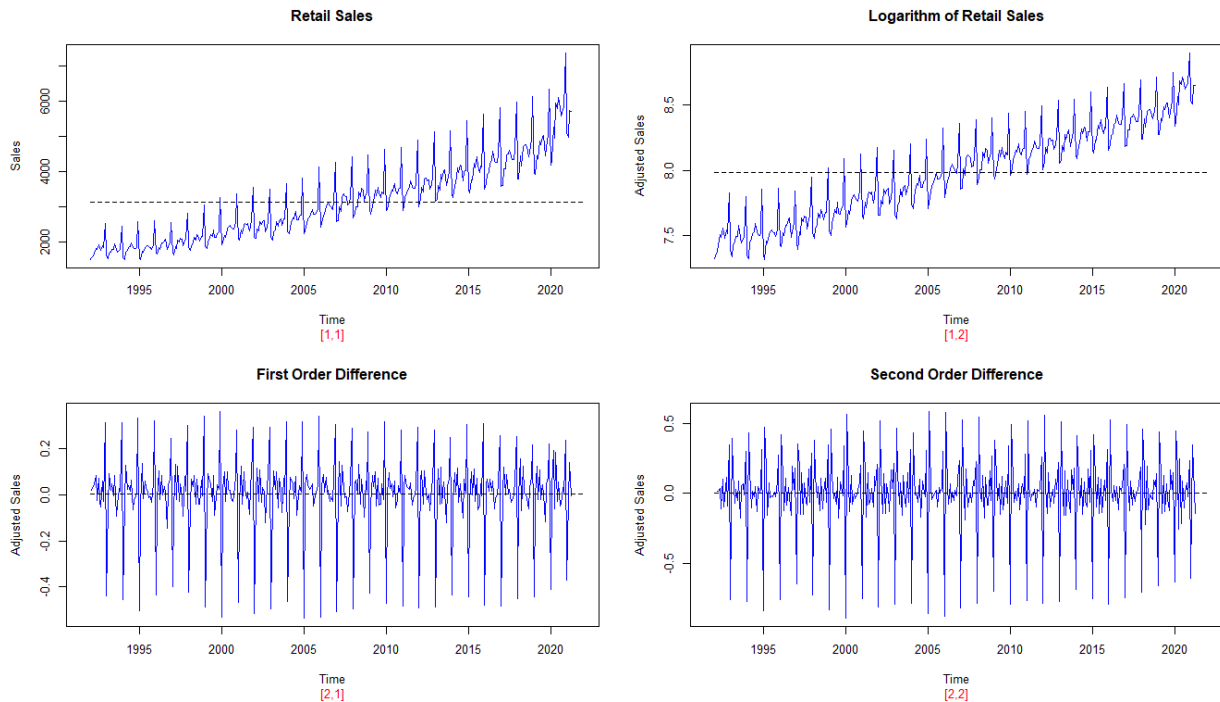 Retail Sales
Sales
6000
4000
2000
1995 2000 2005 2010 2015 2020
Time
[1,1]
Logarithm of Retail Sales
Adjusted Sales
8.5
8.0
7.5
1995 2000 2005 2010 2015 2020
Time
[1,2]
First Order Difference
Adjusted Sales
0.2
0.0
-0.2
-0.4
1995 2000 2005 2010 2015 2020
Time
[2,1]
Second Order Difference
Adjusted Sales
0.5
0.0
-0.5
1995 2000 2005 2010 2015 2020
Time
[2,2]